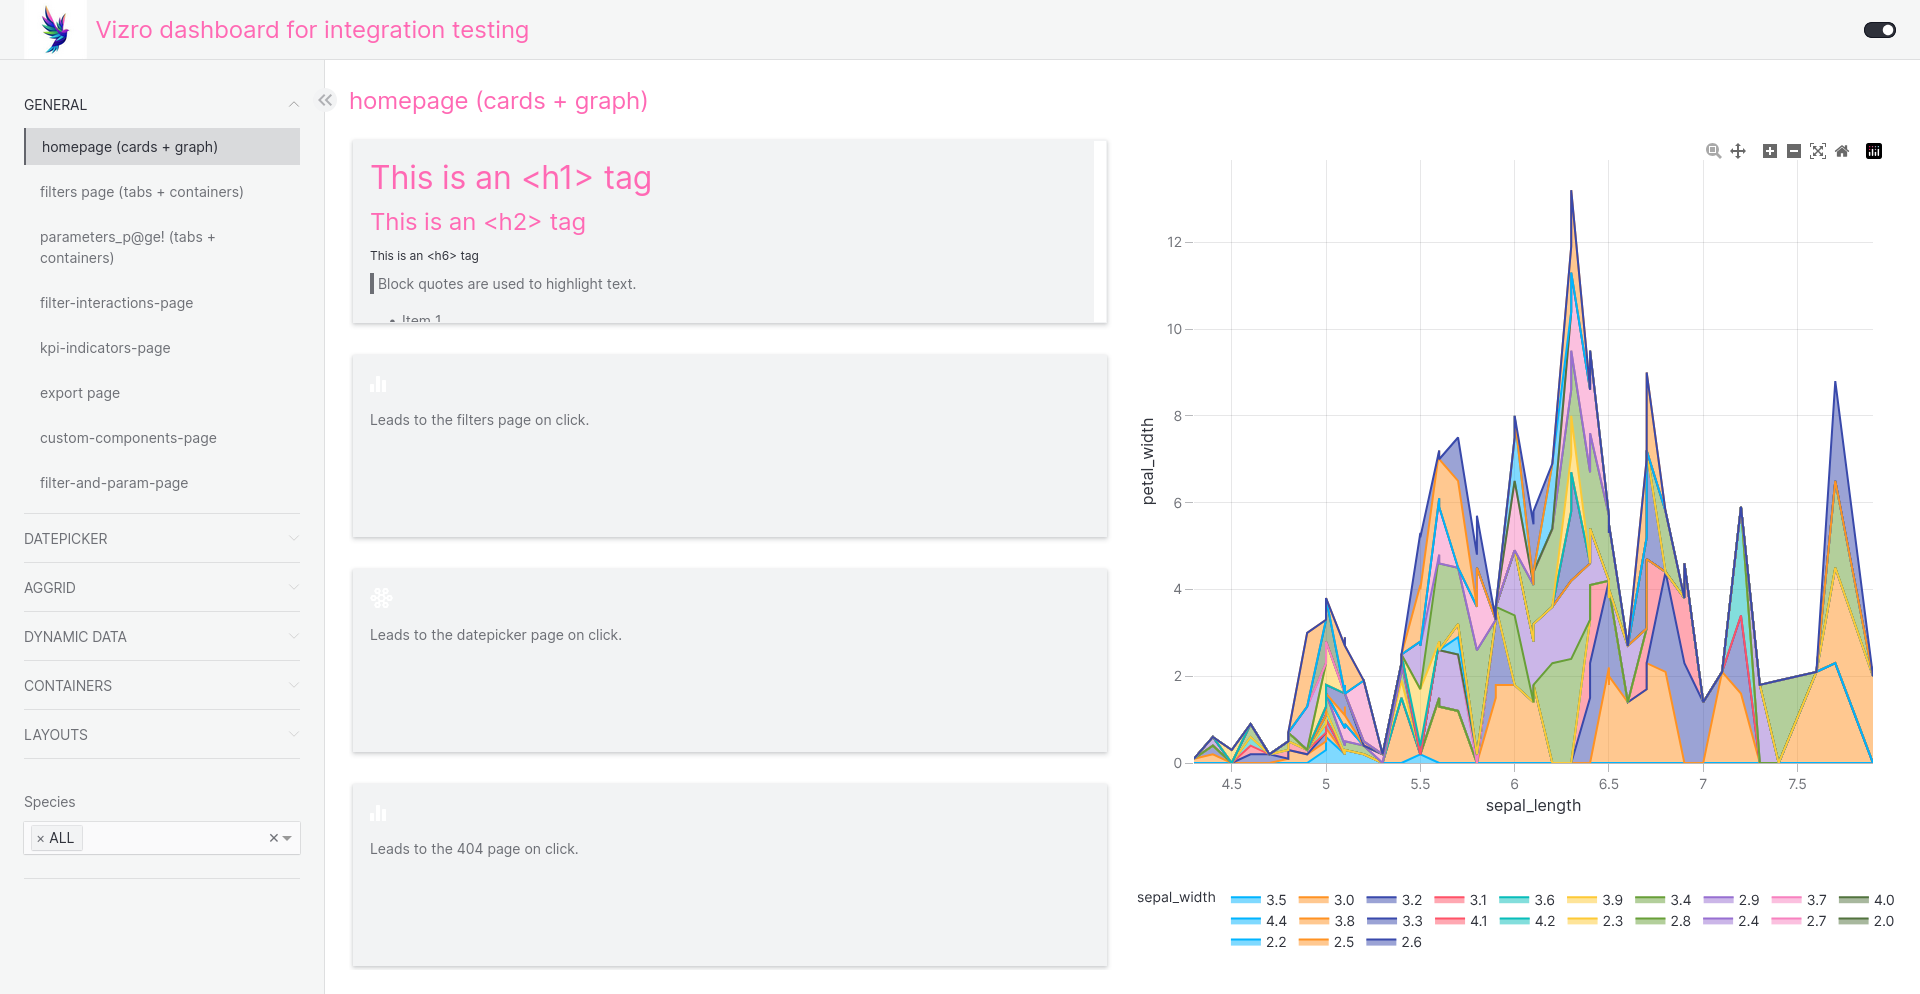 Vizro dashboard for integration testing
GENERAL
homepage (cards + graph)
filters page (tabs + containers)
parameters_p@ge! (tabs +
containers)
filter-interactions-page
kpi-indicators-page
export page
custom-components-page
filter-and-param-page
DATEPICKER
AGGRID
DYNAMIC DATA
CONTAINERS
LAYOUTS
Species
× ALL ×
homepage (cards + graph)
This is an <h1> tag
This is an <h2> tag
This is an <h6> tag
Block quotes are used to highlight text.
• Item 1
Leads to the filters page on click.
Leads to the datepicker page on click.
Leads to the 404 page on click.
petal_width
12
10
8
6
4
2
0
4.5 5 5.5 6 6.5 7 7.5
sepal_length
sepal_width
3.5 3.0 3.2 3.1 3.6 3.9 3.4 2.9 3.7 4.0
4.4 3.8 3.3 4.1 4.2 2.3 2.8 2.4 2.7 2.0
2.2 2.5 2.6